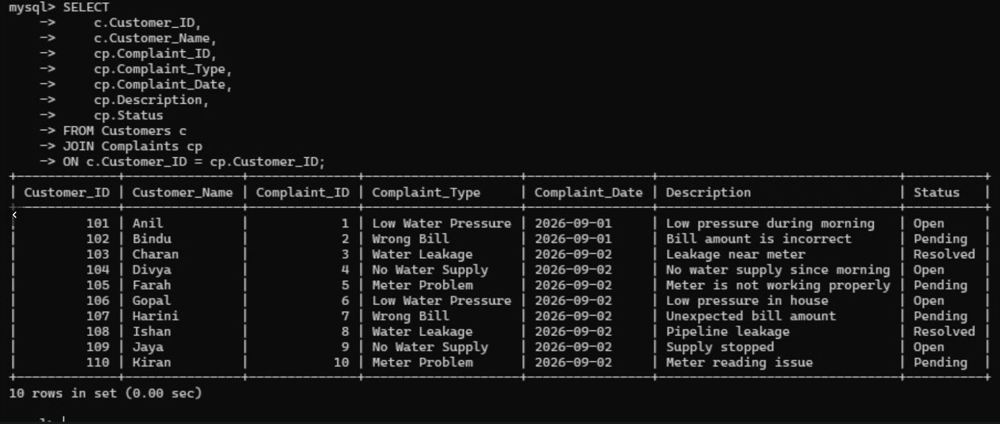 mysql> SELECT
    ->     c.Customer_ID,
    ->     c.Customer_Name,
    ->     cp.Complaint_ID,
    ->     cp.Complaint_Type,
    ->     cp.Complaint_Date,
    ->     cp.Description,
    ->     cp.Status
    -> FROM Customers c
    -> JOIN Complaints cp
    -> ON c.Customer_ID = cp.Customer_ID;
| Customer_ID | Customer_Name | Complaint_ID | Complaint_Type | Complaint_Date | Description | Status |
| 101 | Anil | 1 | Low Water Pressure | 2026-09-01 | Low pressure during morning | Open |
| 102 | Bindu | 2 | Wrong Bill | 2026-09-01 | Bill amount is incorrect | Pending |
| 103 | Charan | 3 | Water Leakage | 2026-09-02 | Leakage near meter | Resolved |
| 104 | Divya | 4 | No Water Supply | 2026-09-02 | No water supply since morning | Open |
| 105 | Farah | 5 | Meter Problem | 2026-09-02 | Meter is not working properly | Pending |
| 106 | Gopal | 6 | Low Water Pressure | 2026-09-02 | Low pressure in house | Open |
| 107 | Harini | 7 | Wrong Bill | 2026-09-02 | Unexpected bill amount | Pending |
| 108 | Ishan | 8 | Water Leakage | 2026-09-02 | Pipeline leakage | Resolved |
| 109 | Jaya | 9 | No Water Supply | 2026-09-02 | Supply stopped | Open |
| 110 | Kiran | 10 | Meter Problem | 2026-09-02 | Meter reading issue | Pending |
10 rows in set (0.00 sec)